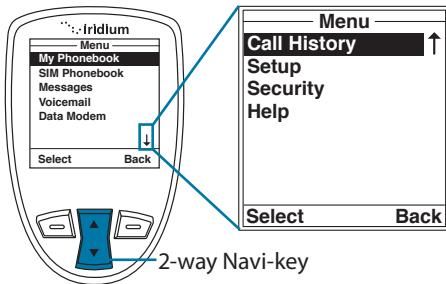 iridium
Menu
My Phonebook
SIM Phonebook
Messages
Voicemail
Data Modem
↓
Select Back
Menu
Call History ↑
Setup
Security
Help
Select Back
2-way Navi-key